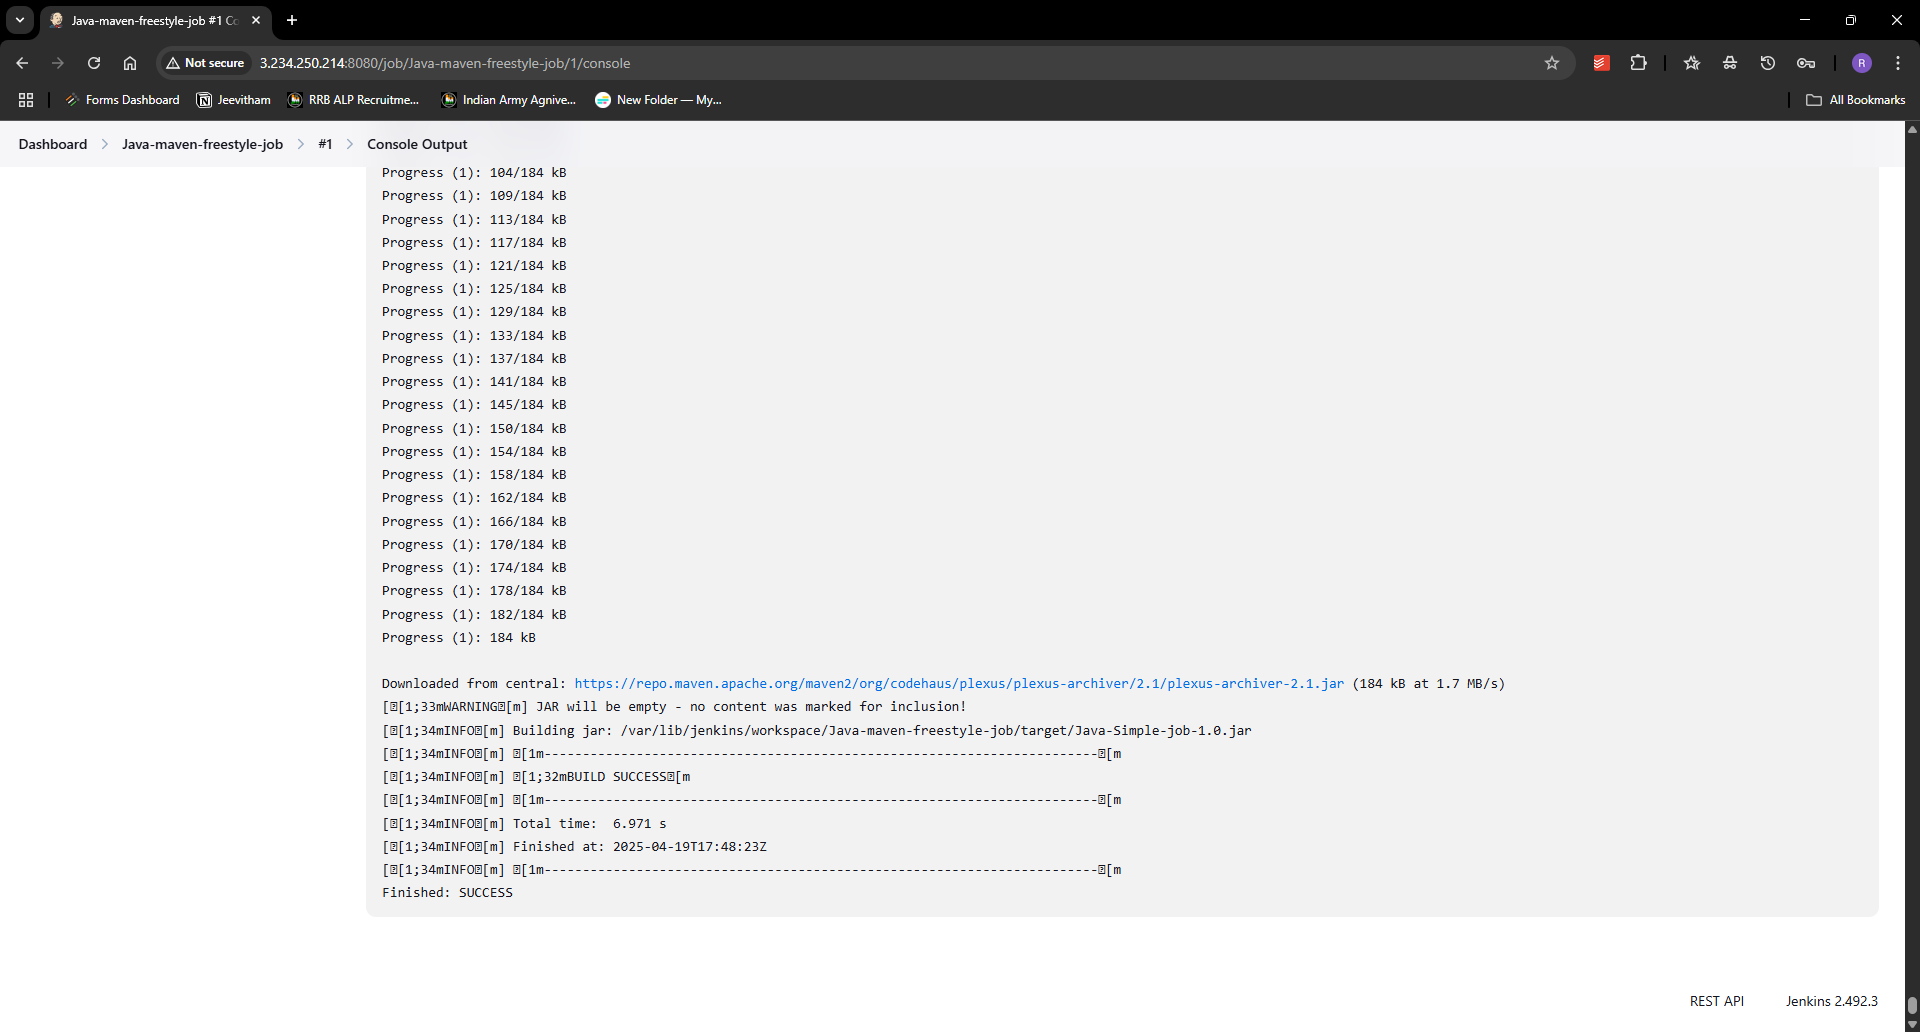 Java-maven-freestyle-job #1 Co
Not secure
3.234.250.214:8080/job/Java-maven-freestyle-job/1/console
R
Forms Dashboard
Jeevitham
RRB ALP Recruitme...
Indian Army Agnive...
New Folder — My...
All Bookmarks
Dashboard
Java-maven-freestyle-job
#1
Console Output
Progress (1): 104/184 kB
Progress (1): 109/184 kB
Progress (1): 113/184 kB
Progress (1): 117/184 kB
Progress (1): 121/184 kB
Progress (1): 125/184 kB
Progress (1): 129/184 kB
Progress (1): 133/184 kB
Progress (1): 137/184 kB
Progress (1): 141/184 kB
Progress (1): 145/184 kB
Progress (1): 150/184 kB
Progress (1): 154/184 kB
Progress (1): 158/184 kB
Progress (1): 162/184 kB
Progress (1): 166/184 kB
Progress (1): 170/184 kB
Progress (1): 174/184 kB
Progress (1): 178/184 kB
Progress (1): 182/184 kB
Progress (1): 184 kB
Downloaded from central: https://repo.maven.apache.org/maven2/org/codehaus/plexus/plexus-archiver/2.1/plexus-archiver-2.1.jar (184 kB at 1.7 MB/s)
[[1;33mWARNING[m] JAR will be empty - no content was marked for inclusion!
[[1;34mINFO[m] Building jar: /var/lib/jenkins/workspace/Java-maven-freestyle-job/target/Java-Simple-job-1.0.jar
[[1;34mINFO[m] [1m------------------------------------------------------------------------[m
[[1;34mINFO[m] [1;32mBUILD SUCCESS[m
[[1;34mINFO[m] [1m------------------------------------------------------------------------[m
[[1;34mINFO[m] Total time:  6.971 s
[[1;34mINFO[m] Finished at: 2025-04-19T17:48:23Z
[[1;34mINFO[m] [1m------------------------------------------------------------------------[m
Finished: SUCCESS
REST API
Jenkins 2.492.3